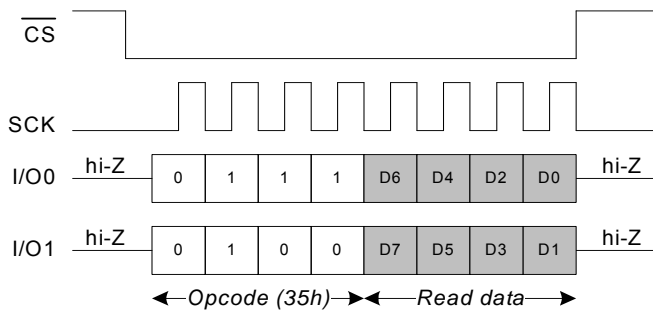 CS
SCK
I/O0 hi-Z 0 1 1 1 D6 D4 D2 D0 hi-Z
I/O1 hi-Z 0 1 0 0 D7 D5 D3 D1 hi-Z
Opcode (35h) Read data